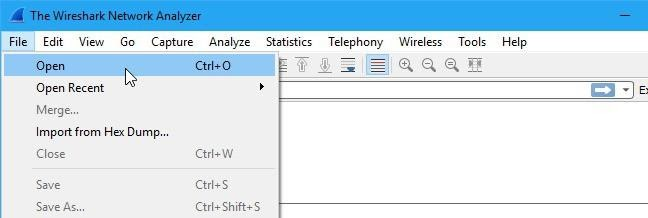 The Wireshark Network Analyzer
File Edit View Go Capture Analyze Statistics Telephony Wireless Tools Help
Open Ctrl+O
Open Recent
Merge...
Import from Hex Dump...
Close Ctrl+W
Save Ctrl+S
Save As... Ctrl+Shift+S